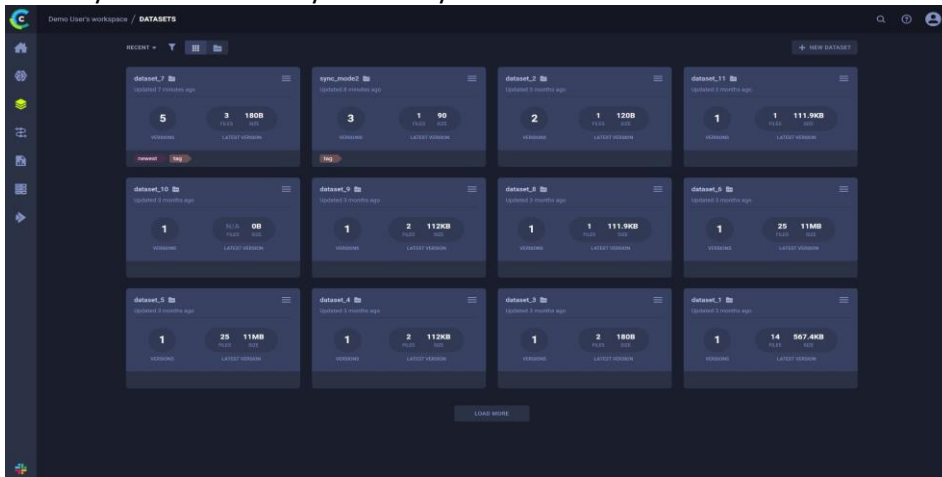 Demo User's workspace / DATASETS
RECENT
+ NEW DATASET
dataset_7
Updated 7 minutes ago
5
VERSIONS
3 FILES
180B SIZE
LATEST VERSION
newest
tag
sync_mode2
Updated 8 minutes ago
3
VERSIONS
1 FILES
90 SIZE
LATEST VERSION
tag
dataset_2
Updated 3 months ago
2
VERSIONS
1 FILES
120B SIZE
LATEST VERSION
dataset_11
Updated 3 months ago
1
VERSIONS
1 FILES
111.9KB SIZE
LATEST VERSION
dataset_10
Updated 3 months ago
1
VERSIONS
N/A FILES
0B SIZE
LATEST VERSION
dataset_9
Updated 3 months ago
1
VERSIONS
2 FILES
112KB SIZE
LATEST VERSION
dataset_8
Updated 3 months ago
1
VERSIONS
1 FILES
111.9KB SIZE
LATEST VERSION
dataset_6
Updated 3 months ago
1
VERSIONS
25 FILES
11MB SIZE
LATEST VERSION
dataset_5
Updated 3 months ago
1
VERSIONS
25 FILES
11MB SIZE
LATEST VERSION
dataset_4
Updated 3 months ago
1
VERSIONS
2 FILES
112KB SIZE
LATEST VERSION
dataset_3
Updated 3 months ago
1
VERSIONS
2 FILES
180B SIZE
LATEST VERSION
dataset_1
Updated 3 months ago
1
VERSIONS
14 FILES
567.4KB SIZE
LATEST VERSION
LOAD MORE